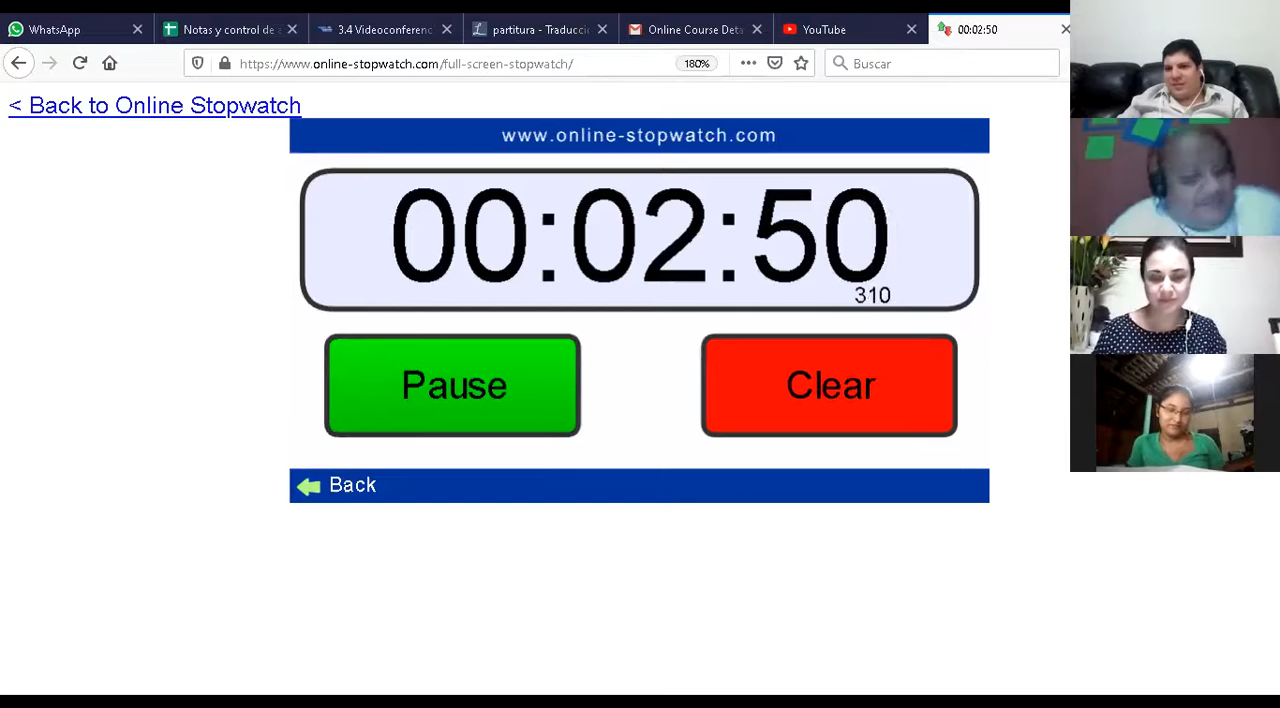 WhatsApp
Notas y control de a
3.4 Videoconferenc
partitura - Traducció
Online Course Deta
YouTube
00:02:50
https://www.online-stopwatch.com/full-screen-stopwatch/
180%
Buscar
< Back to Online Stopwatch
www.online-stopwatch.com
00:02:50
310
Pause
Clear
Back